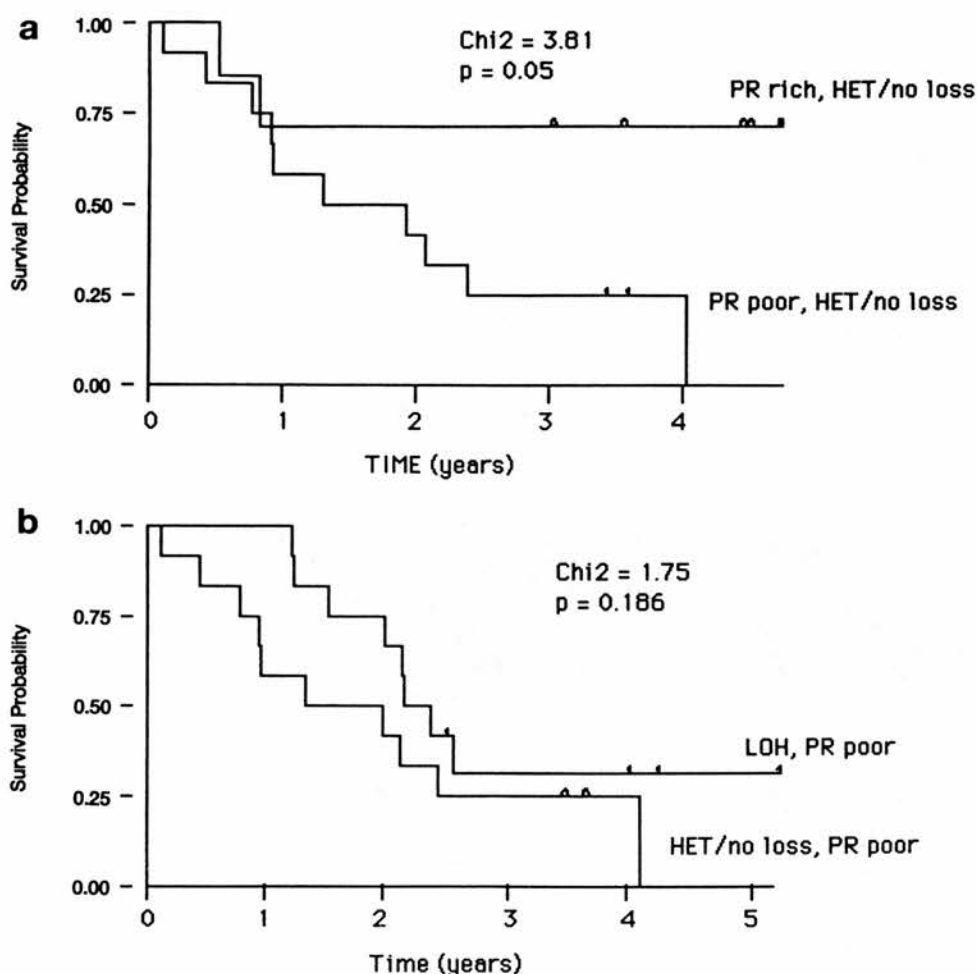 a
1.00
0.75
0.50
0.25
0.00
Survival Probability
Chi2 = 3.81
p = 0.05
PR rich, HET/no loss
PR poor, HET/no loss
0 1 2 3 4
TIME (years)
b
1.00
0.75
0.50
0.25
0.00
Survival Probability
Chi2 = 1.75
p = 0.186
LOH, PR poor
HET/no loss, PR poor
0 1 2 3 4 5
Time (years)